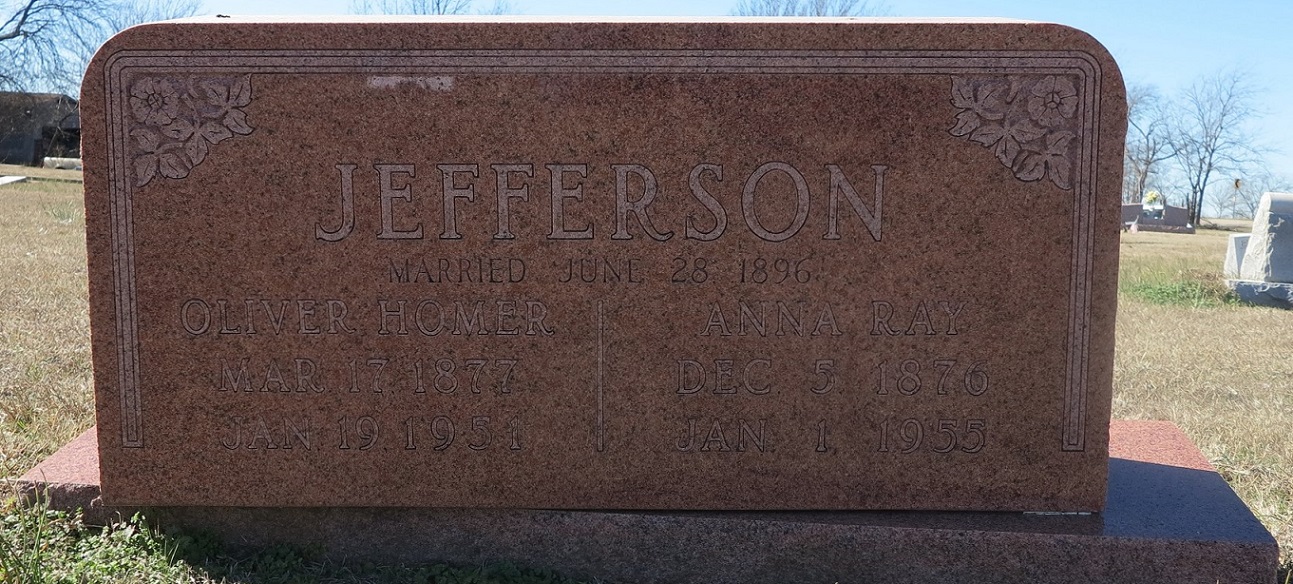 JEFFERSON
MARRIED JUNE 28 1896
OLIVER HOMER
MAR. 17 1877
JAN 19 1951
ANNA RAY
DEC 5 1876
JAN. 1, 1955